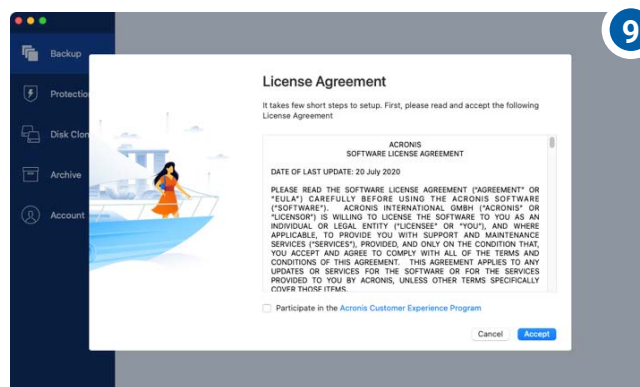 9
Backup
Protectio
Disk Clon
Archive
Account
License Agreement
It takes few short steps to setup. First, please read and accept the following
License Agreement
ACRONIS
SOFTWARE LICENSE AGREEMENT
DATE OF LAST UPDATE: 20 July 2020
PLEASE READ THE SOFTWARE LICENSE AGREEMENT ("AGREEMENT" OR
"EULA") CAREFULLY BEFORE USING THE ACRONIS SOFTWARE
("SOFTWARE"). ACRONIS INTERNATIONAL GMBH ("ACRONIS" OR
"LICENSOR") IS WILLING TO LICENSE THE SOFTWARE TO YOU AS AN
INDIVIDUAL OR LEGAL ENTITY ("LICENSEE" OR "YOU"), AND WHERE
APPLICABLE, TO PROVIDE YOU WITH SUPPORT AND MAINTENANCE
SERVICES ("SERVICES"), PROVIDED, AND ONLY ON THE CONDITION THAT,
YOU ACCEPT AND AGREE TO COMPLY WITH ALL OF THE TERMS AND
CONDITIONS OF THIS AGREEMENT. THIS AGREEMENT APPLIES TO ANY
UPDATES OR SERVICES FOR THE SOFTWARE OR FOR THE SERVICES
PROVIDED TO YOU BY ACRONIS, UNLESS OTHER TERMS SPECIFICALLY
COVER THOSE ITEMS.
Participate in the Acronis Customer Experience Program
Cancel
Accept